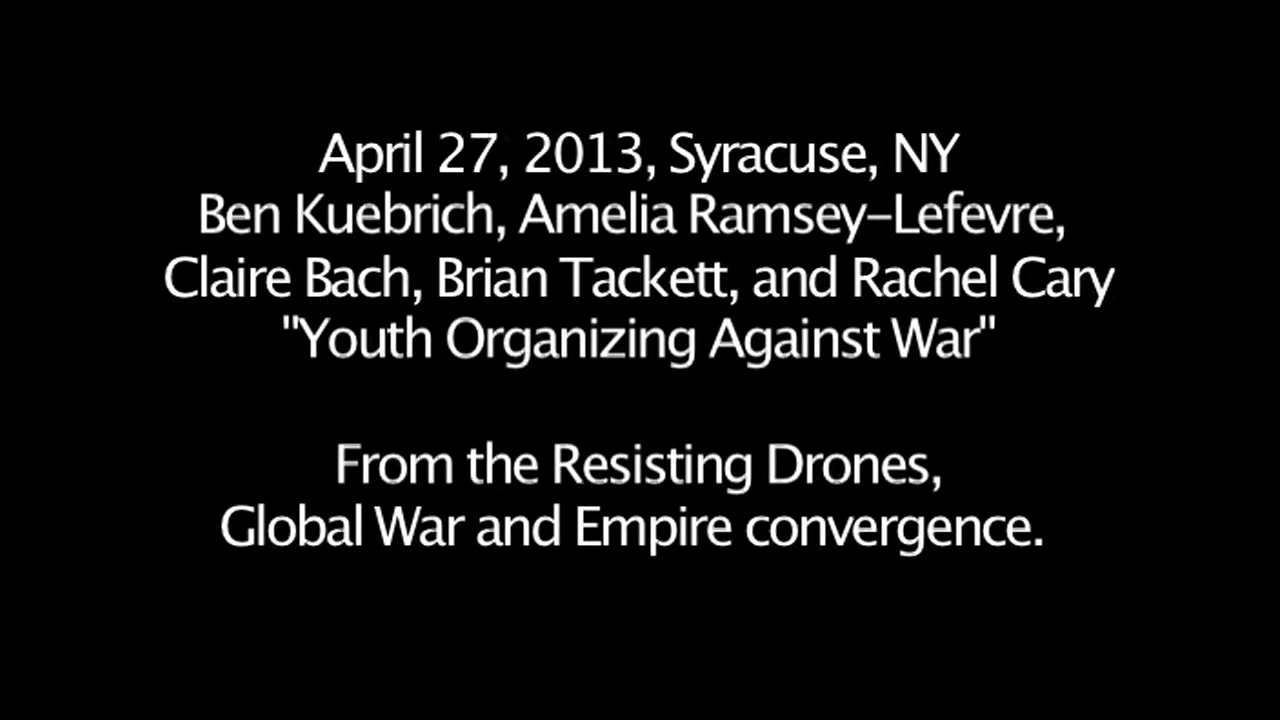 April 27, 2013, Syracuse, NY
Ben Kuebrich, Amelia Ramsey–Lefevre,
Claire Bach, Brian Tackett, and Rachel Cary
"Youth Organizing Against War"
From the Resisting Drones,
Global War and Empire convergence.